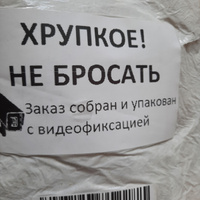 ХРУПКОЕ!
НЕ БРОСАТЬ
Заказ собран и упакован
с видеофиксацией